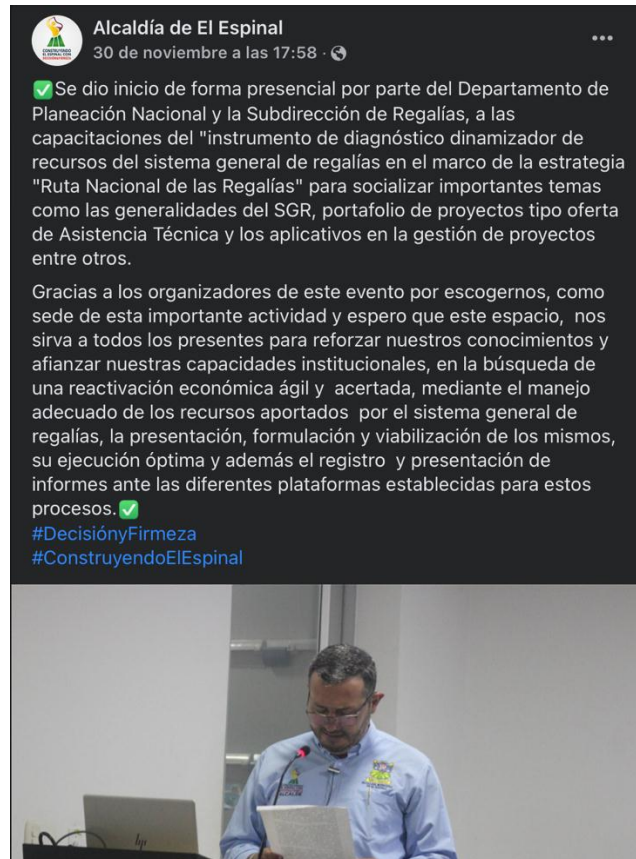 Alcaldía de El Espinal
30 de noviembre a las 17:58 ·
✅Se dio inicio de forma presencial por parte del Departamento de
Planeación Nacional y la Subdirección de Regalías, a las
capacitaciones del "instrumento de diagnóstico dinamizador de
recursos del sistema general de regalías en el marco de la estrategia
"Ruta Nacional de las Regalías" para socializar importantes temas
como las generalidades del SGR, portafolio de proyectos tipo oferta
de Asistencia Técnica y los aplicativos en la gestión de proyectos
entre otros.
Gracias a los organizadores de este evento por escogernos, como
sede de esta importante actividad y espero que este espacio, nos
sirva a todos los presentes para reforzar nuestros conocimientos y
afianzar nuestras capacidades institucionales, en la búsqueda de
una reactivación económica ágil y acertada, mediante el manejo
adecuado de los recursos aportados por el sistema general de
regalías, la presentación, formulación y viabilización de los mismos,
su ejecución óptima y además el registro y presentación de
informes ante las diferentes plataformas establecidas para estos
procesos.✅
#DecisiónyFirmeza
#ConstruyendoElEspinal
hp